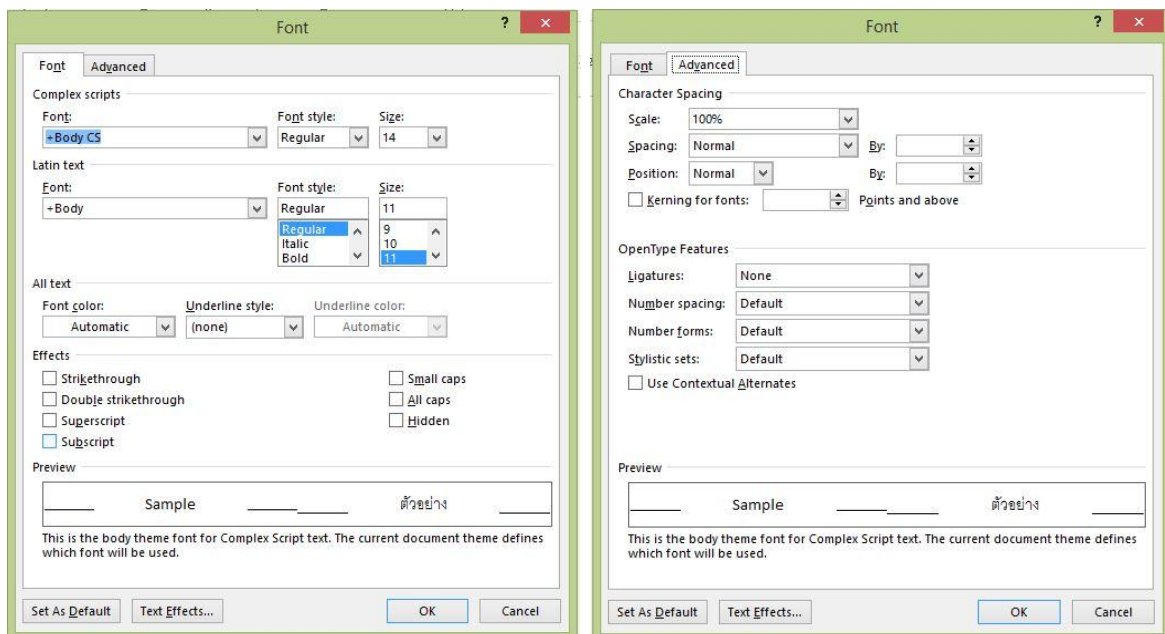 Font
?
×
Font
Advanced
Complex scripts
Font:
Font style:
Size:
+Body CS
Regular
14
Latin text
Font:
Font style:
Size:
+Body
Regular
11
Regular
Italic
Bold
9
10
11
All text
Font color:
Underline style:
Underline color:
Automatic
(none)
Automatic
Effects
Strikethrough
Small caps
Double strikethrough
All caps
Superscript
Hidden
Subscript
Preview
Sample
ตัวอย่าง
This is the body theme font for Complex Script text. The current document theme defines
which font will be used.
Set As Default
Text Effects...
OK
Cancel
Font
?
×
Font
Advanced
Character Spacing
Scale:
100%
Spacing:
Normal
By:
Position:
Normal
By:
Kerning for fonts:
Points and above
OpenType Features
Ligatures:
None
Number spacing:
Default
Number forms:
Default
Stylistic sets:
Default
Use Contextual Alternates
Preview
Sample
ตัวอย่าง
This is the body theme font for Complex Script text. The current document theme defines
which font will be used.
Set As Default
Text Effects...
OK
Cancel